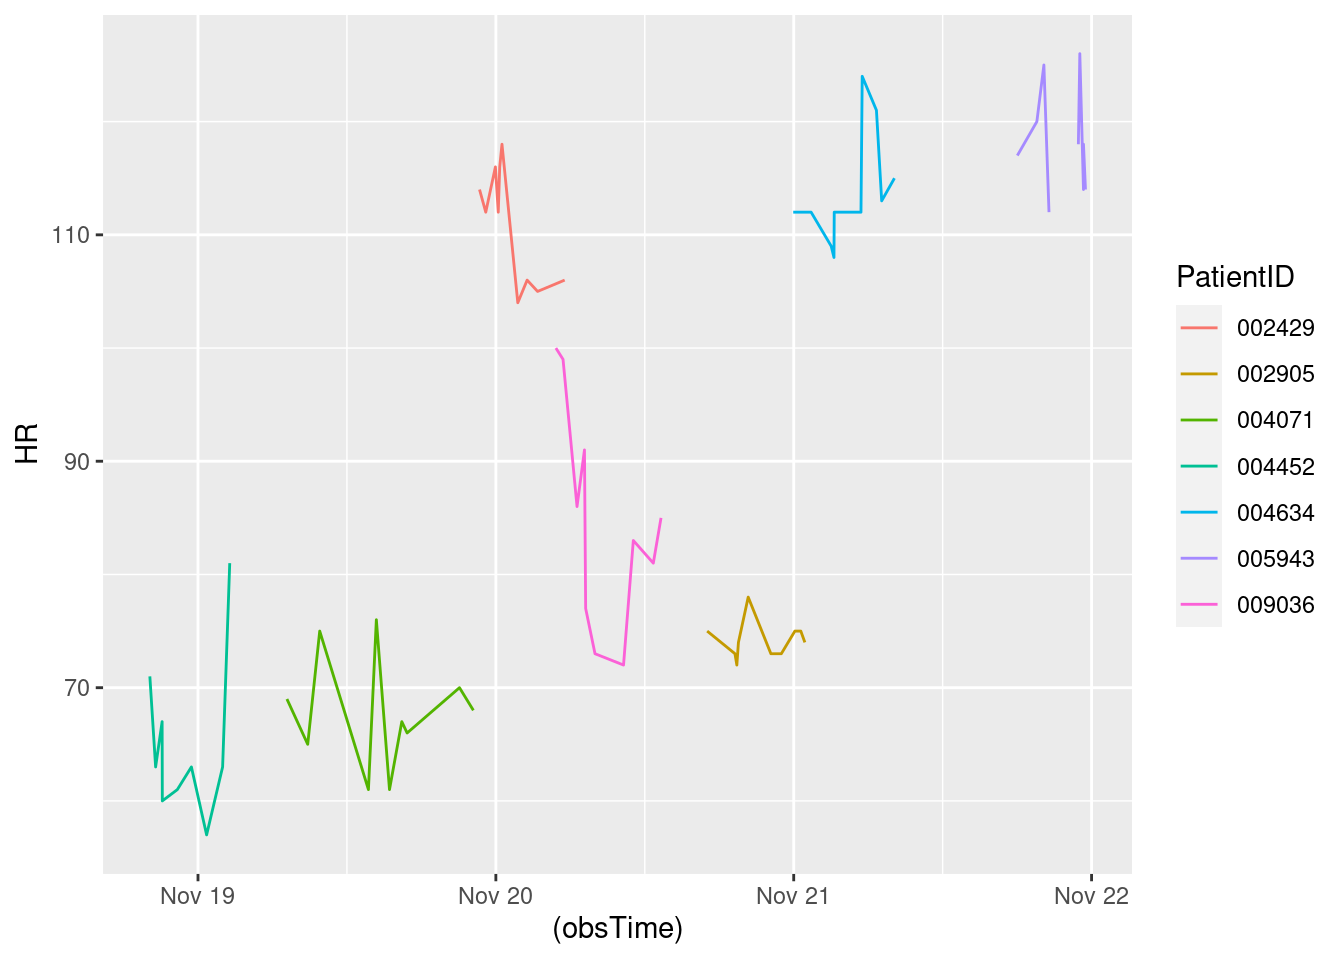 110
90
70
HR
Nov 19
Nov 20
Nov 21
Nov 22
(obsTime)
PatientID
002429
002905
004071
004452
004634
005943
009036